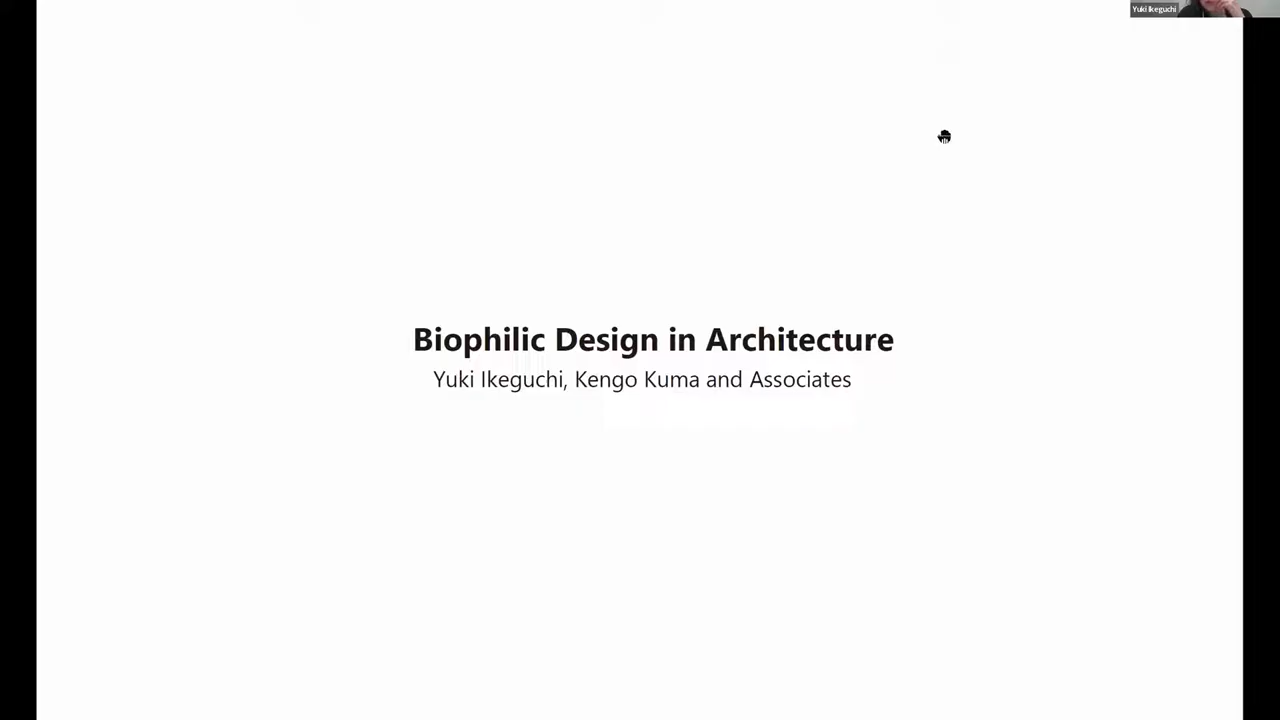 Yuki Ikeguchi
Biophilic Design in Architecture
Yuki Ikeguchi, Kengo Kuma and Associates